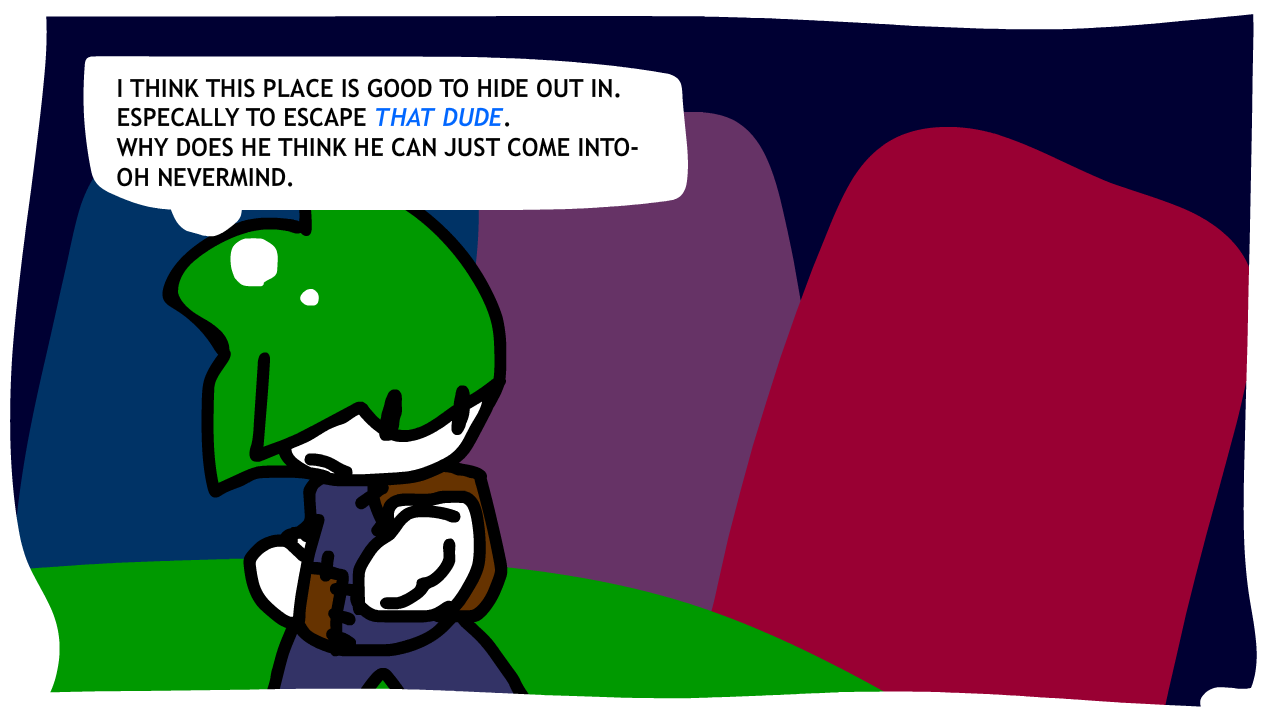 I THINK THIS PLACE IS GOOD TO HIDE OUT IN.
ESPECALLY TO ESCAPE THAT DUDE.
WHY DOES HE THINK HE CAN JUST COME INTO-
OH NEVERMIND.